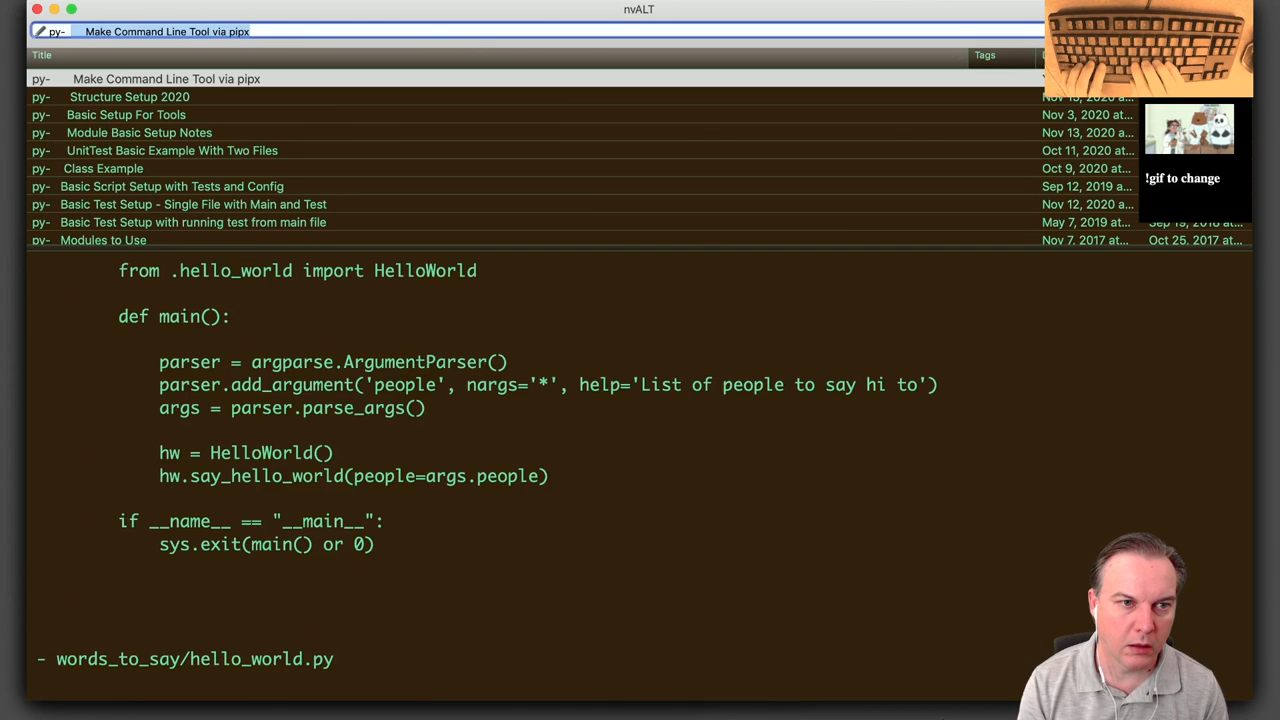 nvALT
py- Make Command Line Tool via pipx
Title Tags
py- Make Command Line Tool via pipx
py- Structure Setup 2020 Nov 13, 2020 a...
py- Basic Setup For Tools Nov 3, 2020 at...
py- Module Basic Setup Notes Nov 13, 2020 a...
py- UnitTest Basic Example With Two Files Oct 11, 2020...
py- Class Example Oct 9, 2020 at...
py- Basic Script Setup with Tests and Config Sep 12, 2019 a...
py- Basic Test Setup - Single File with Main and Test Nov 12, 2020 a...
py- Basic Test Setup with running test from main file May 7, 2019 at... Sep 19, 2018 a...
py- Modules to Use Nov 7, 2017 at... Oct 25, 2017 at...
!gif to change
from .hello_world import HelloWorld
def main():
parser = argparse.ArgumentParser()
parser.add_argument('people', nargs='*', help='List of people to say hi to')
args = parser.parse_args()
hw = HelloWorld()
hw.say_hello_world(people=args.people)
if __name__ == "__main__":
sys.exit(main() or 0)
- words_to_say/hello_world.py